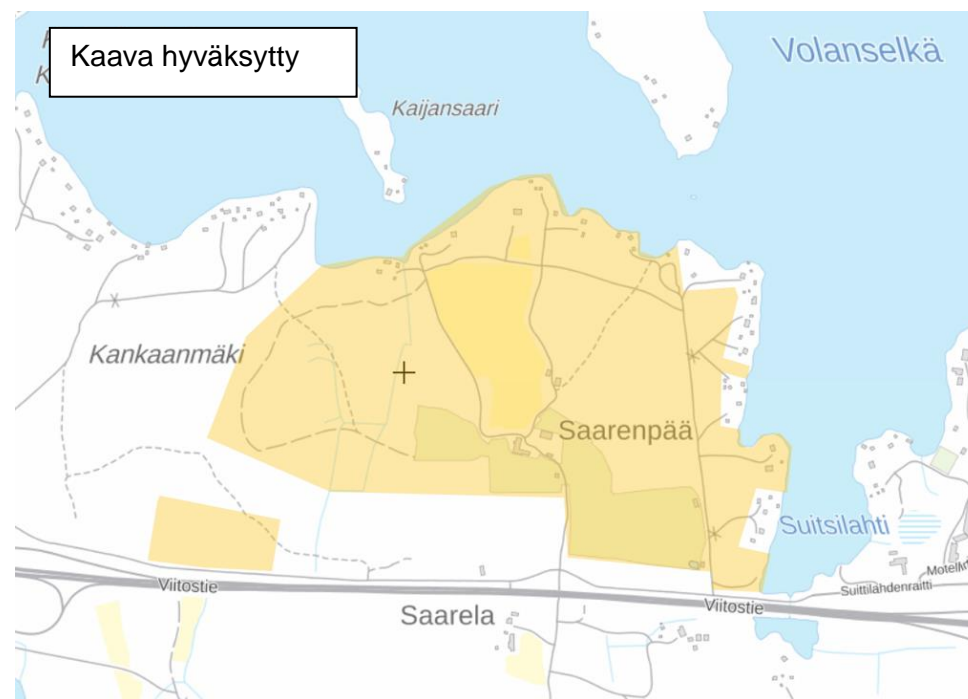 Kaava hyväksytty
Volanselkä
Kaijansaari
Kankaanmäki
Saarenpää
Suitsilahti
Viitostie
Saarela
Viitostie
Suittilahdenraitti